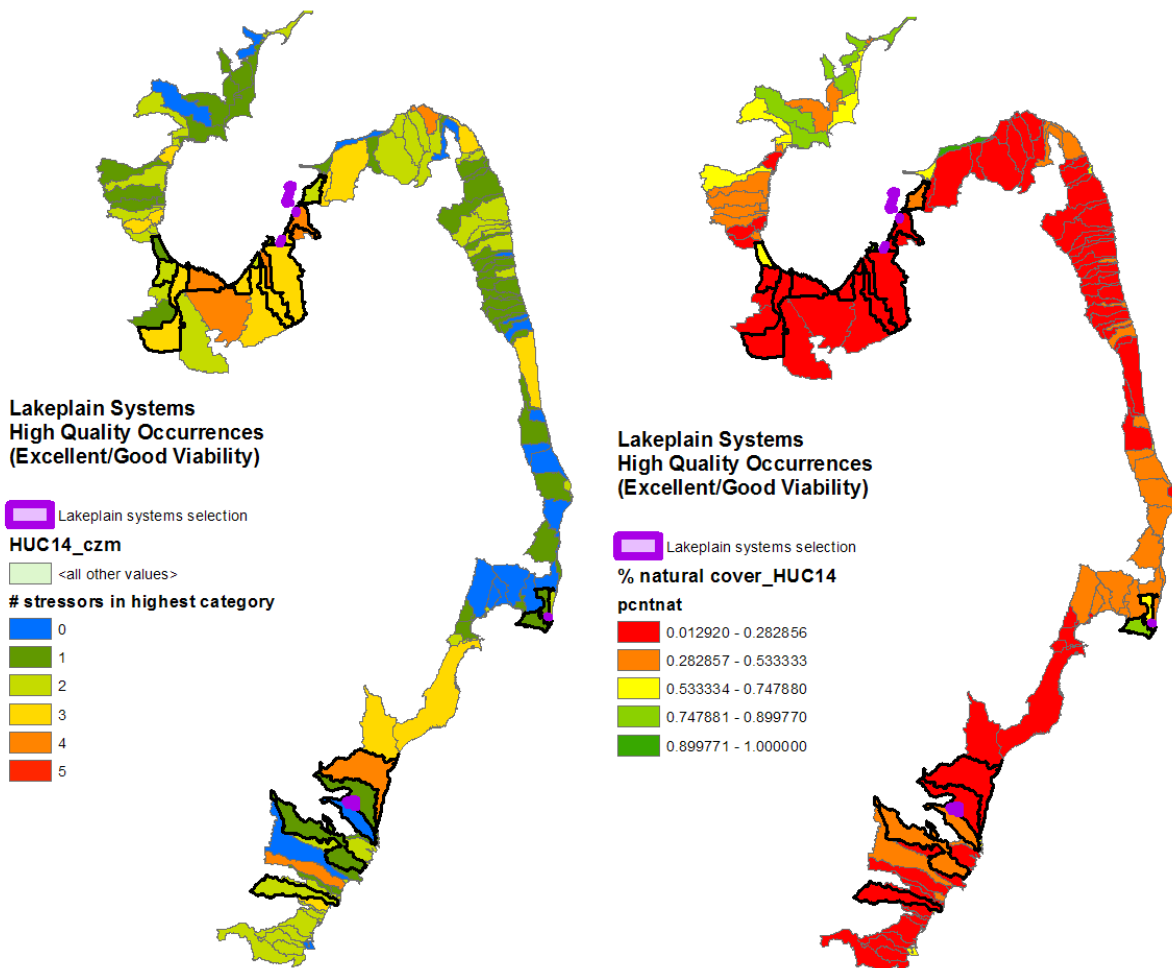 Lakeplain Systems
High Quality Occurrences
(Excellent/Good Viability)
Lakeplain systems selection
HUC14_czm
<all other values>
# stressors in highest category
0
1
2
3
4
5
Lakeplain Systems
High Quality Occurrences
(Excellent/Good Viability)
Lakeplain systems selection
% natural cover_HUC14
pcntnat
0.012920 - 0.282856
0.282857 - 0.533333
0.533334 - 0.747880
0.747881 - 0.899770
0.899771 - 1.000000